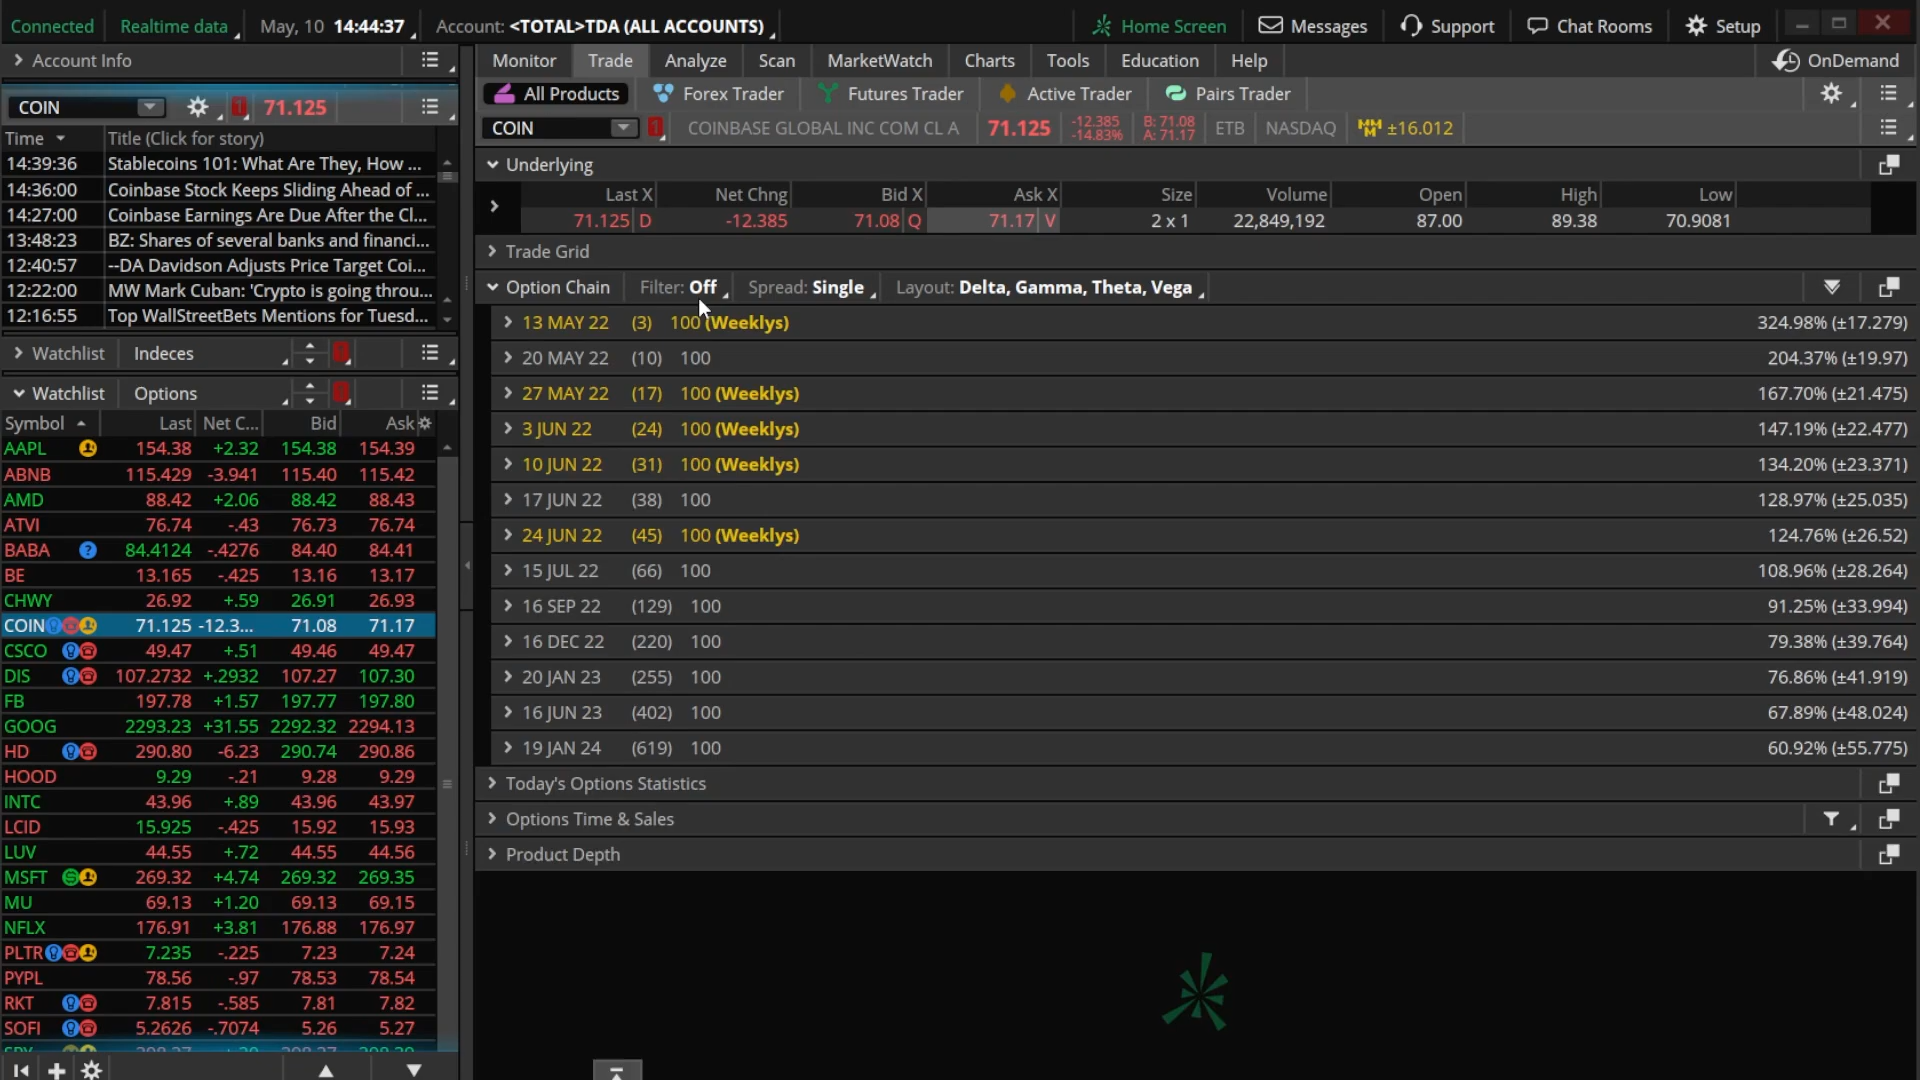 Connected Realtime data May, 10 14:44:37 Account: <TOTAL>TDA (ALL ACCOUNTS) Home Screen Messages Support Chat Rooms Setup
Account Info
Monitor Trade Analyze Scan MarketWatch Charts Tools Education Help OnDemand
All Products Forex Trader Futures Trader Active Trader Pairs Trader
COIN 1 71.125
COIN 1 COINBASE GLOBAL INC COM CL A 71.125 -12.385 -14.83% B: 71.08 A: 71.17 ETB NASDAQ ±16.012
Time Title (Click for story)
14:39:36 Stablecoins 101: What Are They, How ...
14:36:00 Coinbase Stock Keeps Sliding Ahead of ...
14:27:00 Coinbase Earnings Are Due After the Cl...
13:48:23 BZ: Shares of several banks and financi...
12:40:57 --DA Davidson Adjusts Price Target Coi...
12:22:00 MW Mark Cuban: 'Crypto is going throu...
12:16:55 Top WallStreetBets Mentions for Tuesd...
Watchlist Indeces
Watchlist Options
Symbol Last Net C... Bid Ask
AAPL 154.38 +2.32 154.38 154.39
ABNB 115.429 -3.941 115.40 115.42
AMD 88.42 +2.06 88.42 88.43
ATVI 76.74 -.43 76.73 76.74
BABA ? 84.4124 -.4276 84.40 84.41
BE 13.165 -.425 13.16 13.17
CHWY 26.92 +.59 26.91 26.93
COIN 71.125 -12.3... 71.08 71.17
CSCO 49.47 +.51 49.46 49.47
DIS 107.2732 +.2932 107.27 107.30
FB 197.78 +1.57 197.77 197.80
GOOG 2293.23 +31.55 2292.32 2294.13
HD 290.80 -6.23 290.74 290.86
HOOD 9.29 -.21 9.28 9.29
INTC 43.96 +.89 43.96 43.97
LCID 15.925 -.425 15.92 15.93
LUV 44.55 +.72 44.55 44.56
MSFT 269.32 +4.74 269.32 269.35
MU 69.13 +1.20 69.13 69.15
NFLX 176.91 +3.81 176.88 176.97
PLTR 7.235 -.225 7.23 7.24
PYPL 78.56 -.97 78.53 78.54
RKT 7.815 -.585 7.81 7.82
SOFI 5.2626 -.7074 5.26 5.27
Underlying
Last X Net Chng Bid X Ask X Size Volume Open High Low
71.125 D -12.385 71.08 Q 71.17 V 2 x 1 22,849,192 87.00 89.38 70.9081
Trade Grid
Option Chain Filter: Off Spread: Single Layout: Delta, Gamma, Theta, Vega
13 MAY 22 (3) 100 (Weeklys) 324.98% (±17.279)
20 MAY 22 (10) 100 204.37% (±19.97)
27 MAY 22 (17) 100 (Weeklys) 167.70% (±21.475)
3 JUN 22 (24) 100 (Weeklys) 147.19% (±22.477)
10 JUN 22 (31) 100 (Weeklys) 134.20% (±23.371)
17 JUN 22 (38) 100 128.97% (±25.035)
24 JUN 22 (45) 100 (Weeklys) 124.76% (±26.52)
15 JUL 22 (66) 100 108.96% (±28.264)
16 SEP 22 (129) 100 91.25% (±33.994)
16 DEC 22 (220) 100 79.38% (±39.764)
20 JAN 23 (255) 100 76.86% (±41.919)
16 JUN 23 (402) 100 67.89% (±48.024)
19 JAN 24 (619) 100 60.92% (±55.775)
Today's Options Statistics
Options Time & Sales
Product Depth